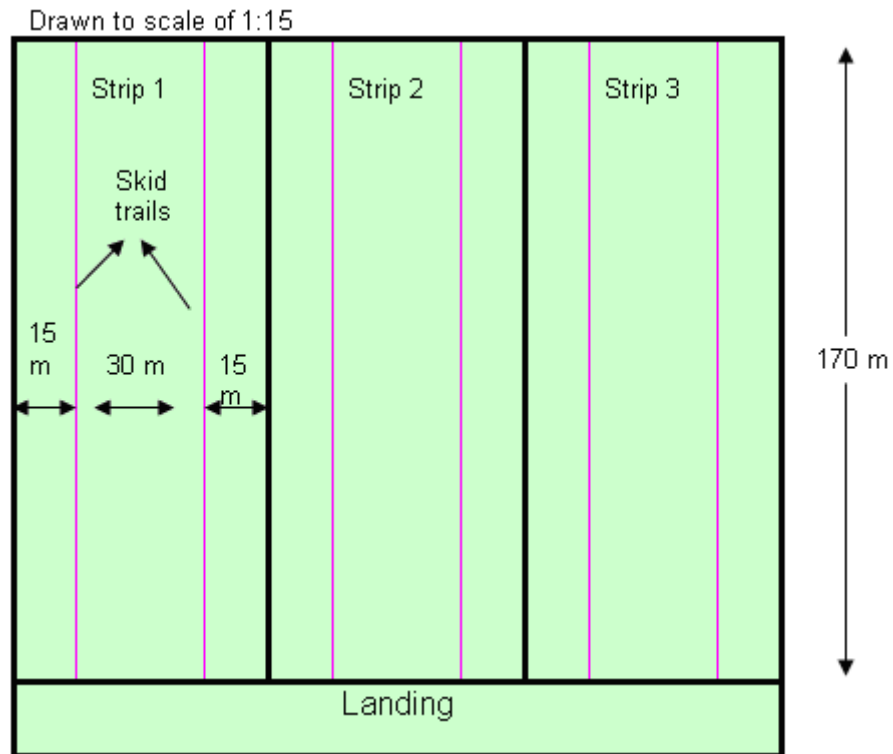 Drawn to scale of 1:15
Strip 1
Strip 2
Strip 3
Skid
trails
15
m
30 m
15
m
170 m
Landing